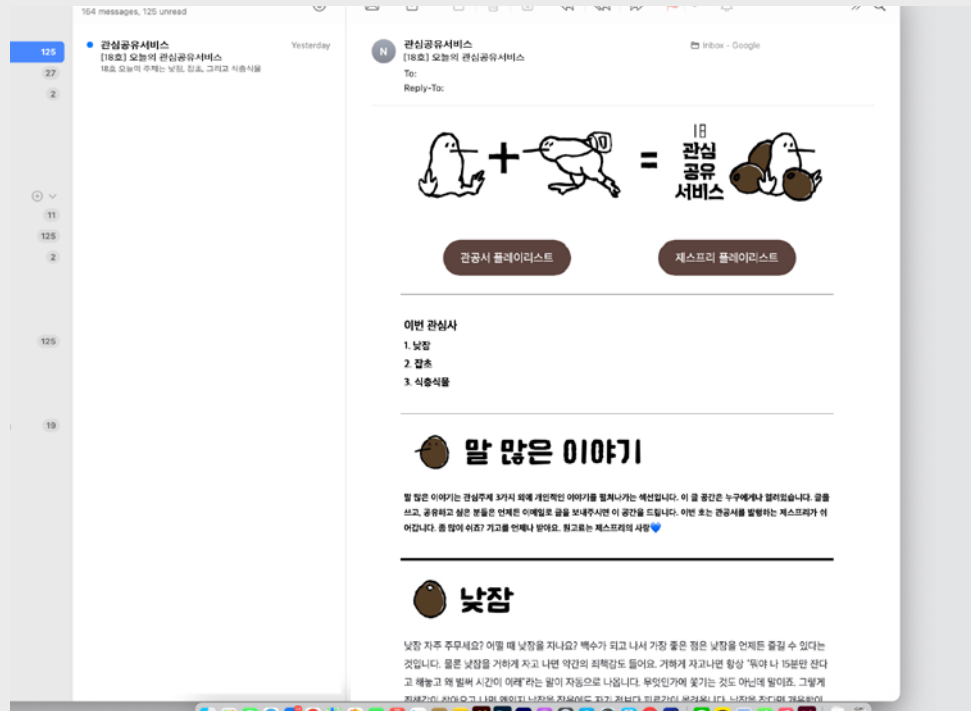 164 messages, 125 unread
125
27
2
11
125
2
125
19
관심공유서비스
Yesterday
[18호] 오늘의 관심공유서비스
18호 오늘의 주제는 낮잠, 잡초, 그리고 식충식물
N
관심공유서비스
Inbox - Google
[18호] 오늘의 관심공유서비스
To:
Reply-To:
+
=
18
관심
공유
서비스
관공서 플레이리스트
제스프리 플레이리스트
이번 관심사
1. 낮잠
2. 잡초
3. 식충식물
말 많은 이야기
말 많은 이야기는 관심주제 3가지 외에 개인적인 이야기를 펼쳐나가는 섹션입니다. 이 글 공간은 누구에게나 열려있습니다. 글을
쓰고, 공유하고 싶은 분들은 언제든 이메일로 글을 보내주시면 이 공간을 드립니다. 이번 호는 관공서를 발행하는 제스프리가 쉬
어갑니다. 좀 많이 쉬죠? 기고를 언제나 받아요. 원고료는 제스프리의 사랑💙
낮잠
낮잠 자주 주무세요? 어떨 때 낮잠을 자나요? 백수가 되고 나서 가장 좋은 점은 낮잠을 언제든 즐길 수 있다는
것입니다. 물론 낮잠을 거하게 자고 나면 약간의 죄책감도 들어요. 거하게 자고나면 항상 '뭐야 나 15분만 잔다
고 해놓고 왜 벌써 시간이 이래'라는 말이 자동으로 나옵니다. 무엇인가에 쫓기는 것도 아닌데 말이죠. 그렇게